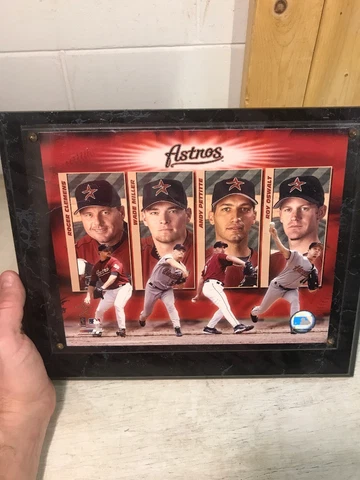 Astros
ROGER CLEMENS
WADE MILLER
ANDY PETTITTE
ROY OSWALT